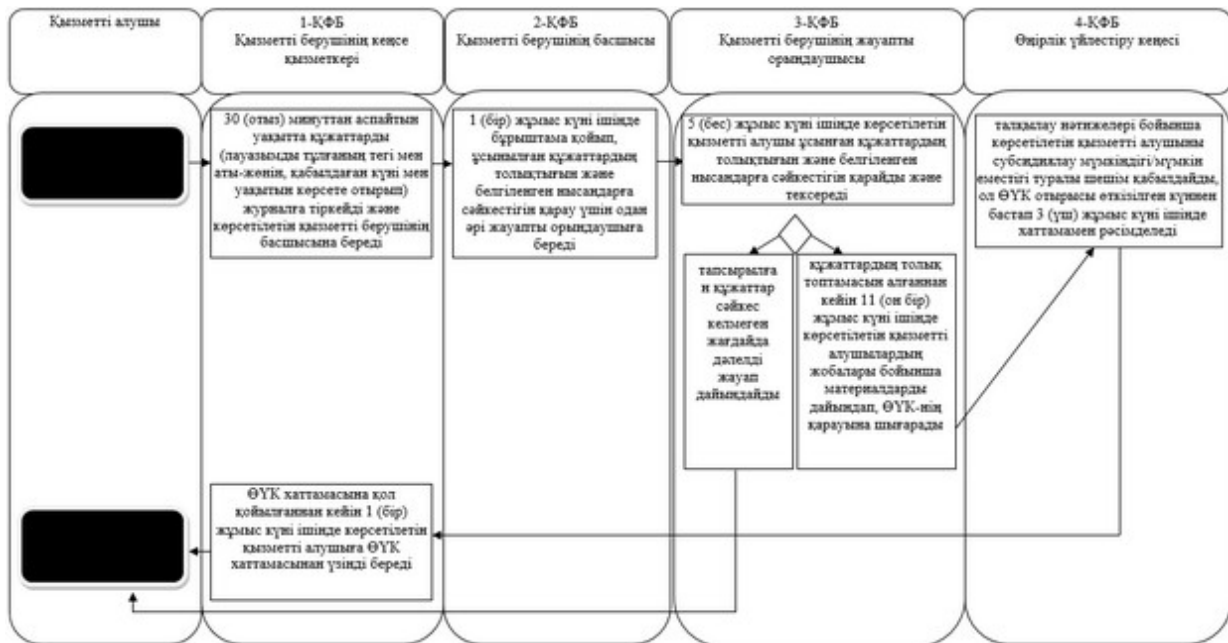 Қызметті алушы
1-ҚФБ
Қызметті берушінің кеңсе
қызметкері
2-ҚФБ
Қызметті берушінің басшысы
3-ҚФБ
Қызметті берушінің жауапты
орындаушысы
4-ҚФБ
Өңірлік үйлестіру кеңесі
30 (отыз) минуттан аспайтын
уақытта құжаттарды
(лауазымды тұлғаның тегі мен
аты-жөнін, қабылдаған күні мен
уақытын көрсете отырып)
журналға тіркейді және
көрсетілетін қызметті берушінің
басшысына береді
1 (бір) жұмыс күні ішінде
бұрыштама қойып,
ұсынылған құжаттардың
толықтығын және
белгіленген нысандарға
сәйкестігін қарау үшін одан
әрі жауапты орындаушыға
береді
5 (бес) жұмыс күні ішінде көрсетілетін
қызметті алушы ұсынған құжаттардың
толықтығын және белгіленген
нысандарға сәйкестігін қарайды және
тексереді
талқылау нәтижелері бойынша
көрсетілетін қызметті алушыны
субсидиялау мүмкіндігі/мүмкін
еместігі туралы шешім қабылдайды,
ол ӨҮК отырысы өткізілген күннен
бастап 3 (үш) жұмыс күні ішінде
хаттамамен рәсімделеді
тапсырылға
н құжаттар
сәйкес
келмеген
жағдайда
дәлелді
жауап
дайындайды
құжаттардың толық
топтамасын алғаннан
кейін 11 (он бір)
жұмыс күні ішінде
көрсетілетін қызметті
алушылардың
жобалары бойынша
материалдарды
дайындап, ӨҮК-нің
қарауына шығарады
ӨҮК хаттамасына қол
қойылғаннан кейін 1 (бір)
жұмыс күні ішінде көрсетілетін
қызметті алушыға ӨҮК
хаттамасынан үзінді береді